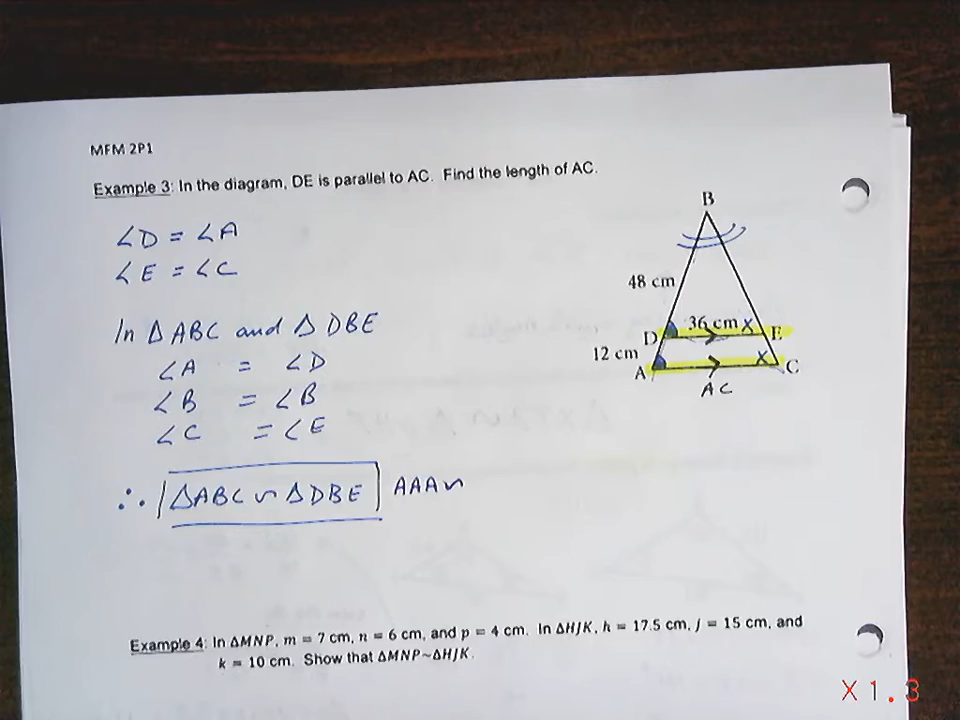 MFM 2P1
Example 3: In the diagram, DE is parallel to AC. Find the length of AC.
∠D = ∠A
∠E = ∠C
In Δ ABC and Δ DBE
∠A = ∠D
∠B = ∠B
∠C = ∠E
∴ ΔABC ~ ΔDBE AAA~
B
48 cm
D 36 cm X E
12 cm
A X C
AC
Example 4: In ΔMNP, m = 7 cm, n = 6 cm, and p = 4 cm. In ΔHJK, h = 17.5 cm, j = 15 cm, and
k = 10 cm. Show that ΔMNP~ΔHJK.
X1.3